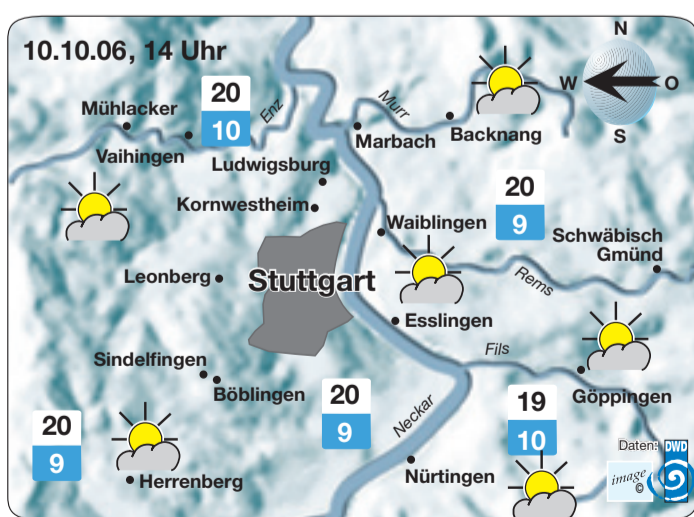 10.10.06, 14 Uhr
N
W
O
S
20
10
Mühlacker
Enz
Murr
Vaihingen
Marbach
Backnang
Ludwigsburg
Kornwestheim
20
9
Waiblingen
Schwäbisch
Gmünd
Leonberg
Stuttgart
Rems
Esslingen
Fils
Sindelfingen
Böblingen
20
9
Göppingen
19
10
20
9
Neckar
Daten:
DWD
Herrenberg
Nürtingen
image
©